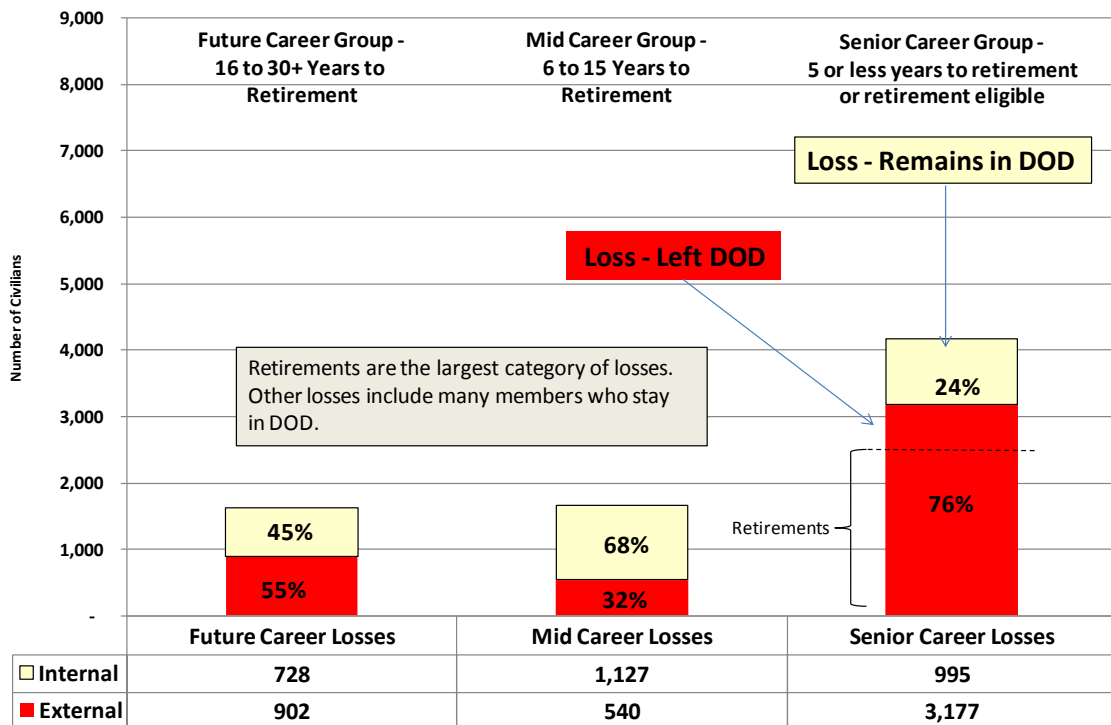 9,000
8,000
7,000
6,000
5,000
4,000
3,000
2,000
1,000
-
Number of Civilians
Future Career Group -
16 to 30+ Years to
Retirement
Mid Career Group -
6 to 15 Years to
Retirement
Senior Career Group -
5 or less years to retirement
or retirement eligible
Loss - Remains in DOD
Loss - Left DOD
Retirements are the largest category of losses.
Other losses include many members who stay
in DOD.
45%
55%
68%
32%
24%
76%
Retirements
Future Career Losses Mid Career Losses Senior Career Losses
Internal 728 1,127 995
External 902 540 3,177